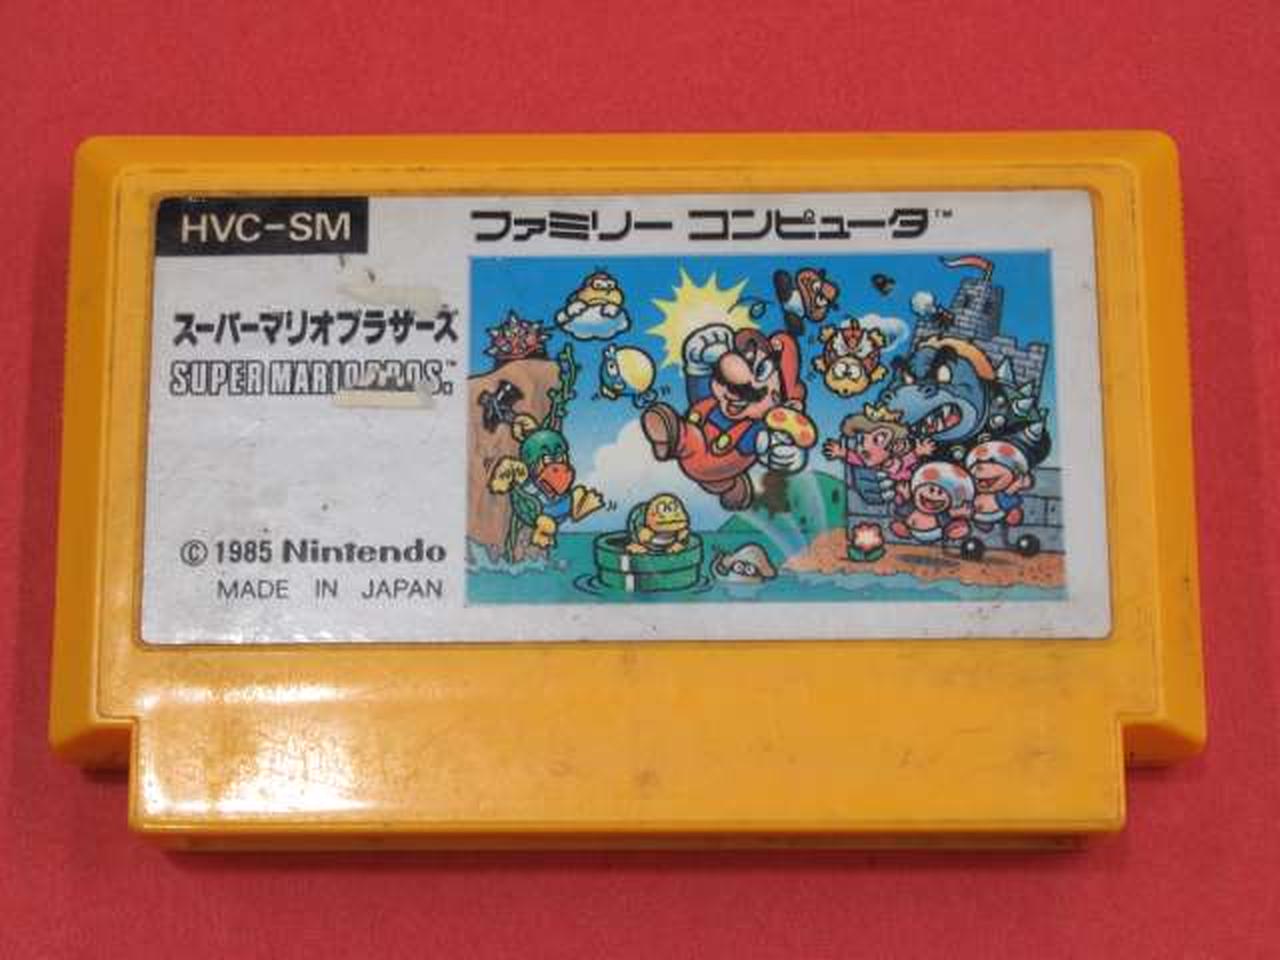 HVC-SM
ファミリー コンピュータ™
スーパーマリオブラザーズ
SUPER MARIO BROS.™
© 1985 Nintendo
MADE IN JAPAN